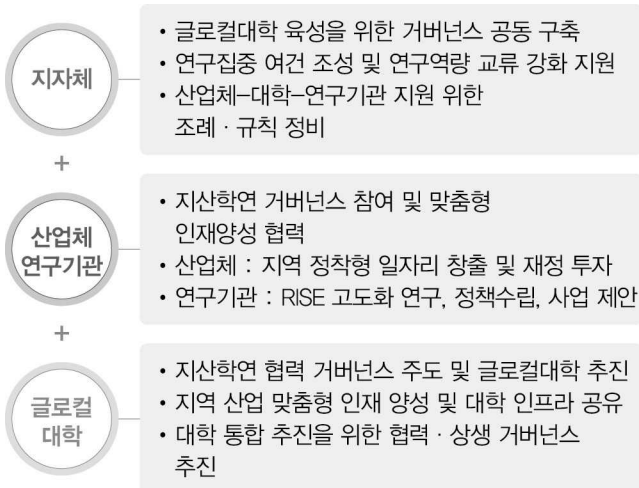 지자체
• 글로컬대학 육성을 위한 거버넌스 공동 구축
• 연구집중 여건 조성 및 연구역량 교류 강화 지원
• 산업체–대학–연구기관 지원 위한
조례 · 규칙 정비
+
산업체
연구기관
• 지산학연 거버넌스 참여 및 맞춤형
인재양성 협력
• 산업체 : 지역 정착형 일자리 창출 및 재정 투자
• 연구기관 : RISE 고도화 연구, 정책수립, 사업 제안
+
글로컬
대학
• 지산학연 협력 거버넌스 주도 및 글로컬대학 추진
• 지역 산업 맞춤형 인재 양성 및 대학 인프라 공유
• 대학 통합 추진을 위한 협력 · 상생 거버넌스
추진